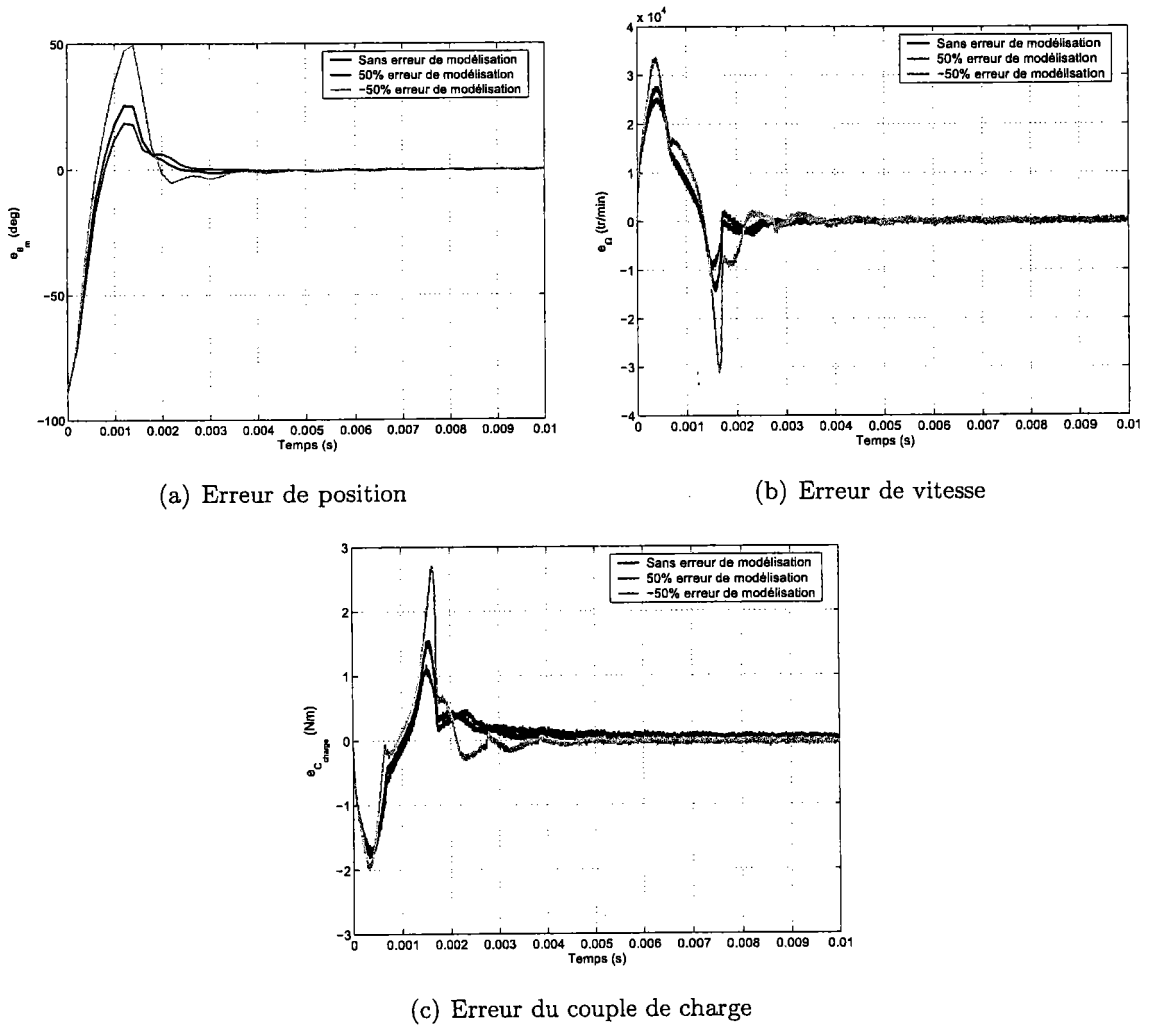 50
0
−50
−100
e_θm (deg)
0 0.001 0.002 0.003 0.004 0.005 0.006 0.007 0.008 0.009 0.01
Temps (s)
Sans erreur de modélisation
50% erreur de modélisation
−50% erreur de modélisation
(a) Erreur de position
x 10^4
4
3
2
1
0
−1
−2
−3
−4
e_Ω (tr/min)
0 0.001 0.002 0.003 0.004 0.005 0.006 0.007 0.008 0.009 0.01
Temps (s)
Sans erreur de modélisation
50% erreur de modélisation
−50% erreur de modélisation
(b) Erreur de vitesse
3
2
1
0
−1
−2
−3
e_C_charge (Nm)
0 0.001 0.002 0.003 0.004 0.005 0.006 0.007 0.008 0.009 0.01
Temps (s)
Sans erreur de modélisation
50% erreur de modélisation
−50% erreur de modélisation
(c) Erreur du couple de charge